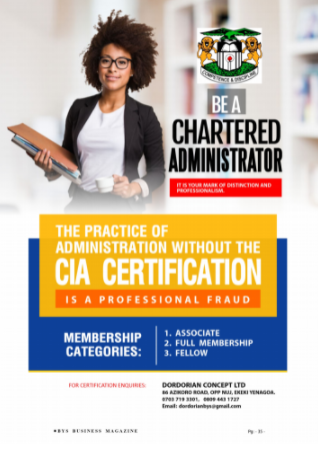 COMPETENCE & DISCIPLINE
BE A
CHARTERED
ADMINISTRATOR
IT IS YOUR MARK OF DISTINCTION AND
PROFESSIONALISM.
THE PRACTICE OF
ADMINISTRATION WITHOUT THE
CIA CERTIFICATION
IS A PROFESSIONAL FRAUD
MEMBERSHIP
CATEGORIES:
1. ASSOCIATE
2. FULL MEMBERSHIP
3. FELLOW
FOR CERTIFICATION ENQUIRIES:
DORDORIAN CONCEPT LTD
86 AZIKORO ROAD, OPP NUJ, EKEKI YENAGOA.
0703 719 3301, 0809 443 1727
Email: dordorianbys@gmail.com
BYS BUSINESS MAGAZINE